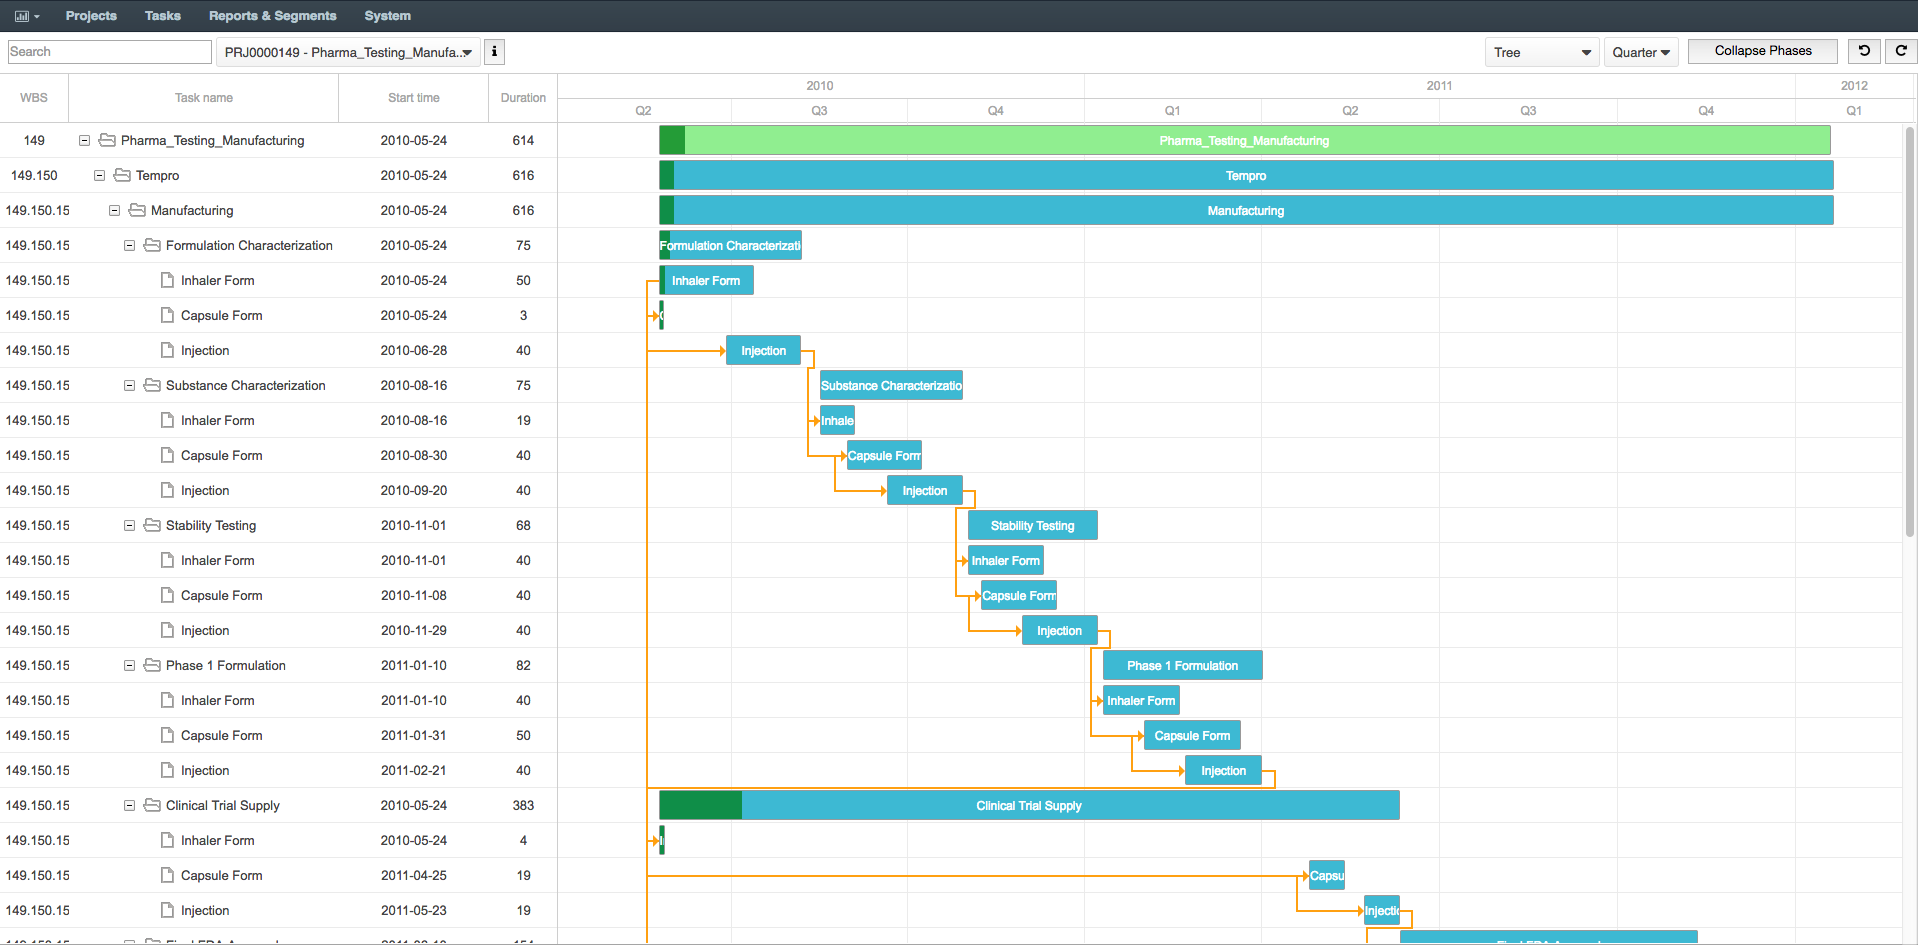 Projects Tasks Reports & Segments System
Search PRJ0000149 - Pharma_Testing_Manufa... i Tree Quarter Collapse Phases
2010 2011 2012
WBS Task name Start time Duration Q2 Q3 Q4 Q1 Q2 Q3 Q4 Q1
149 Pharma_Testing_Manufacturing 2010-05-24 614 Pharma_Testing_Manufacturing
149.150 Tempro 2010-05-24 616 Tempro
149.150.15 Manufacturing 2010-05-24 616 Manufacturing
149.150.15 Formulation Characterization 2010-05-24 75 Formulation Characterizati
149.150.15 Inhaler Form 2010-05-24 50 Inhaler Form
149.150.15 Capsule Form 2010-05-24 3
149.150.15 Injection 2010-06-28 40 Injection
149.150.15 Substance Characterization 2010-08-16 75 Substance Characterizatio
149.150.15 Inhaler Form 2010-08-16 19 Inhale
149.150.15 Capsule Form 2010-08-30 40 Capsule Form
149.150.15 Injection 2010-09-20 40 Injection
149.150.15 Stability Testing 2010-11-01 68 Stability Testing
149.150.15 Inhaler Form 2010-11-01 40 Inhaler Form
149.150.15 Capsule Form 2010-11-08 40 Capsule Form
149.150.15 Injection 2010-11-29 40 Injection
149.150.15 Phase 1 Formulation 2011-01-10 82 Phase 1 Formulation
149.150.15 Inhaler Form 2011-01-10 40 Inhaler Form
149.150.15 Capsule Form 2011-01-31 50 Capsule Form
149.150.15 Injection 2011-02-21 40 Injection
149.150.15 Clinical Trial Supply 2010-05-24 383 Clinical Trial Supply
149.150.15 Inhaler Form 2010-05-24 4
149.150.15 Capsule Form 2011-04-25 19 Capsu
149.150.15 Injection 2011-05-23 19 Injectic